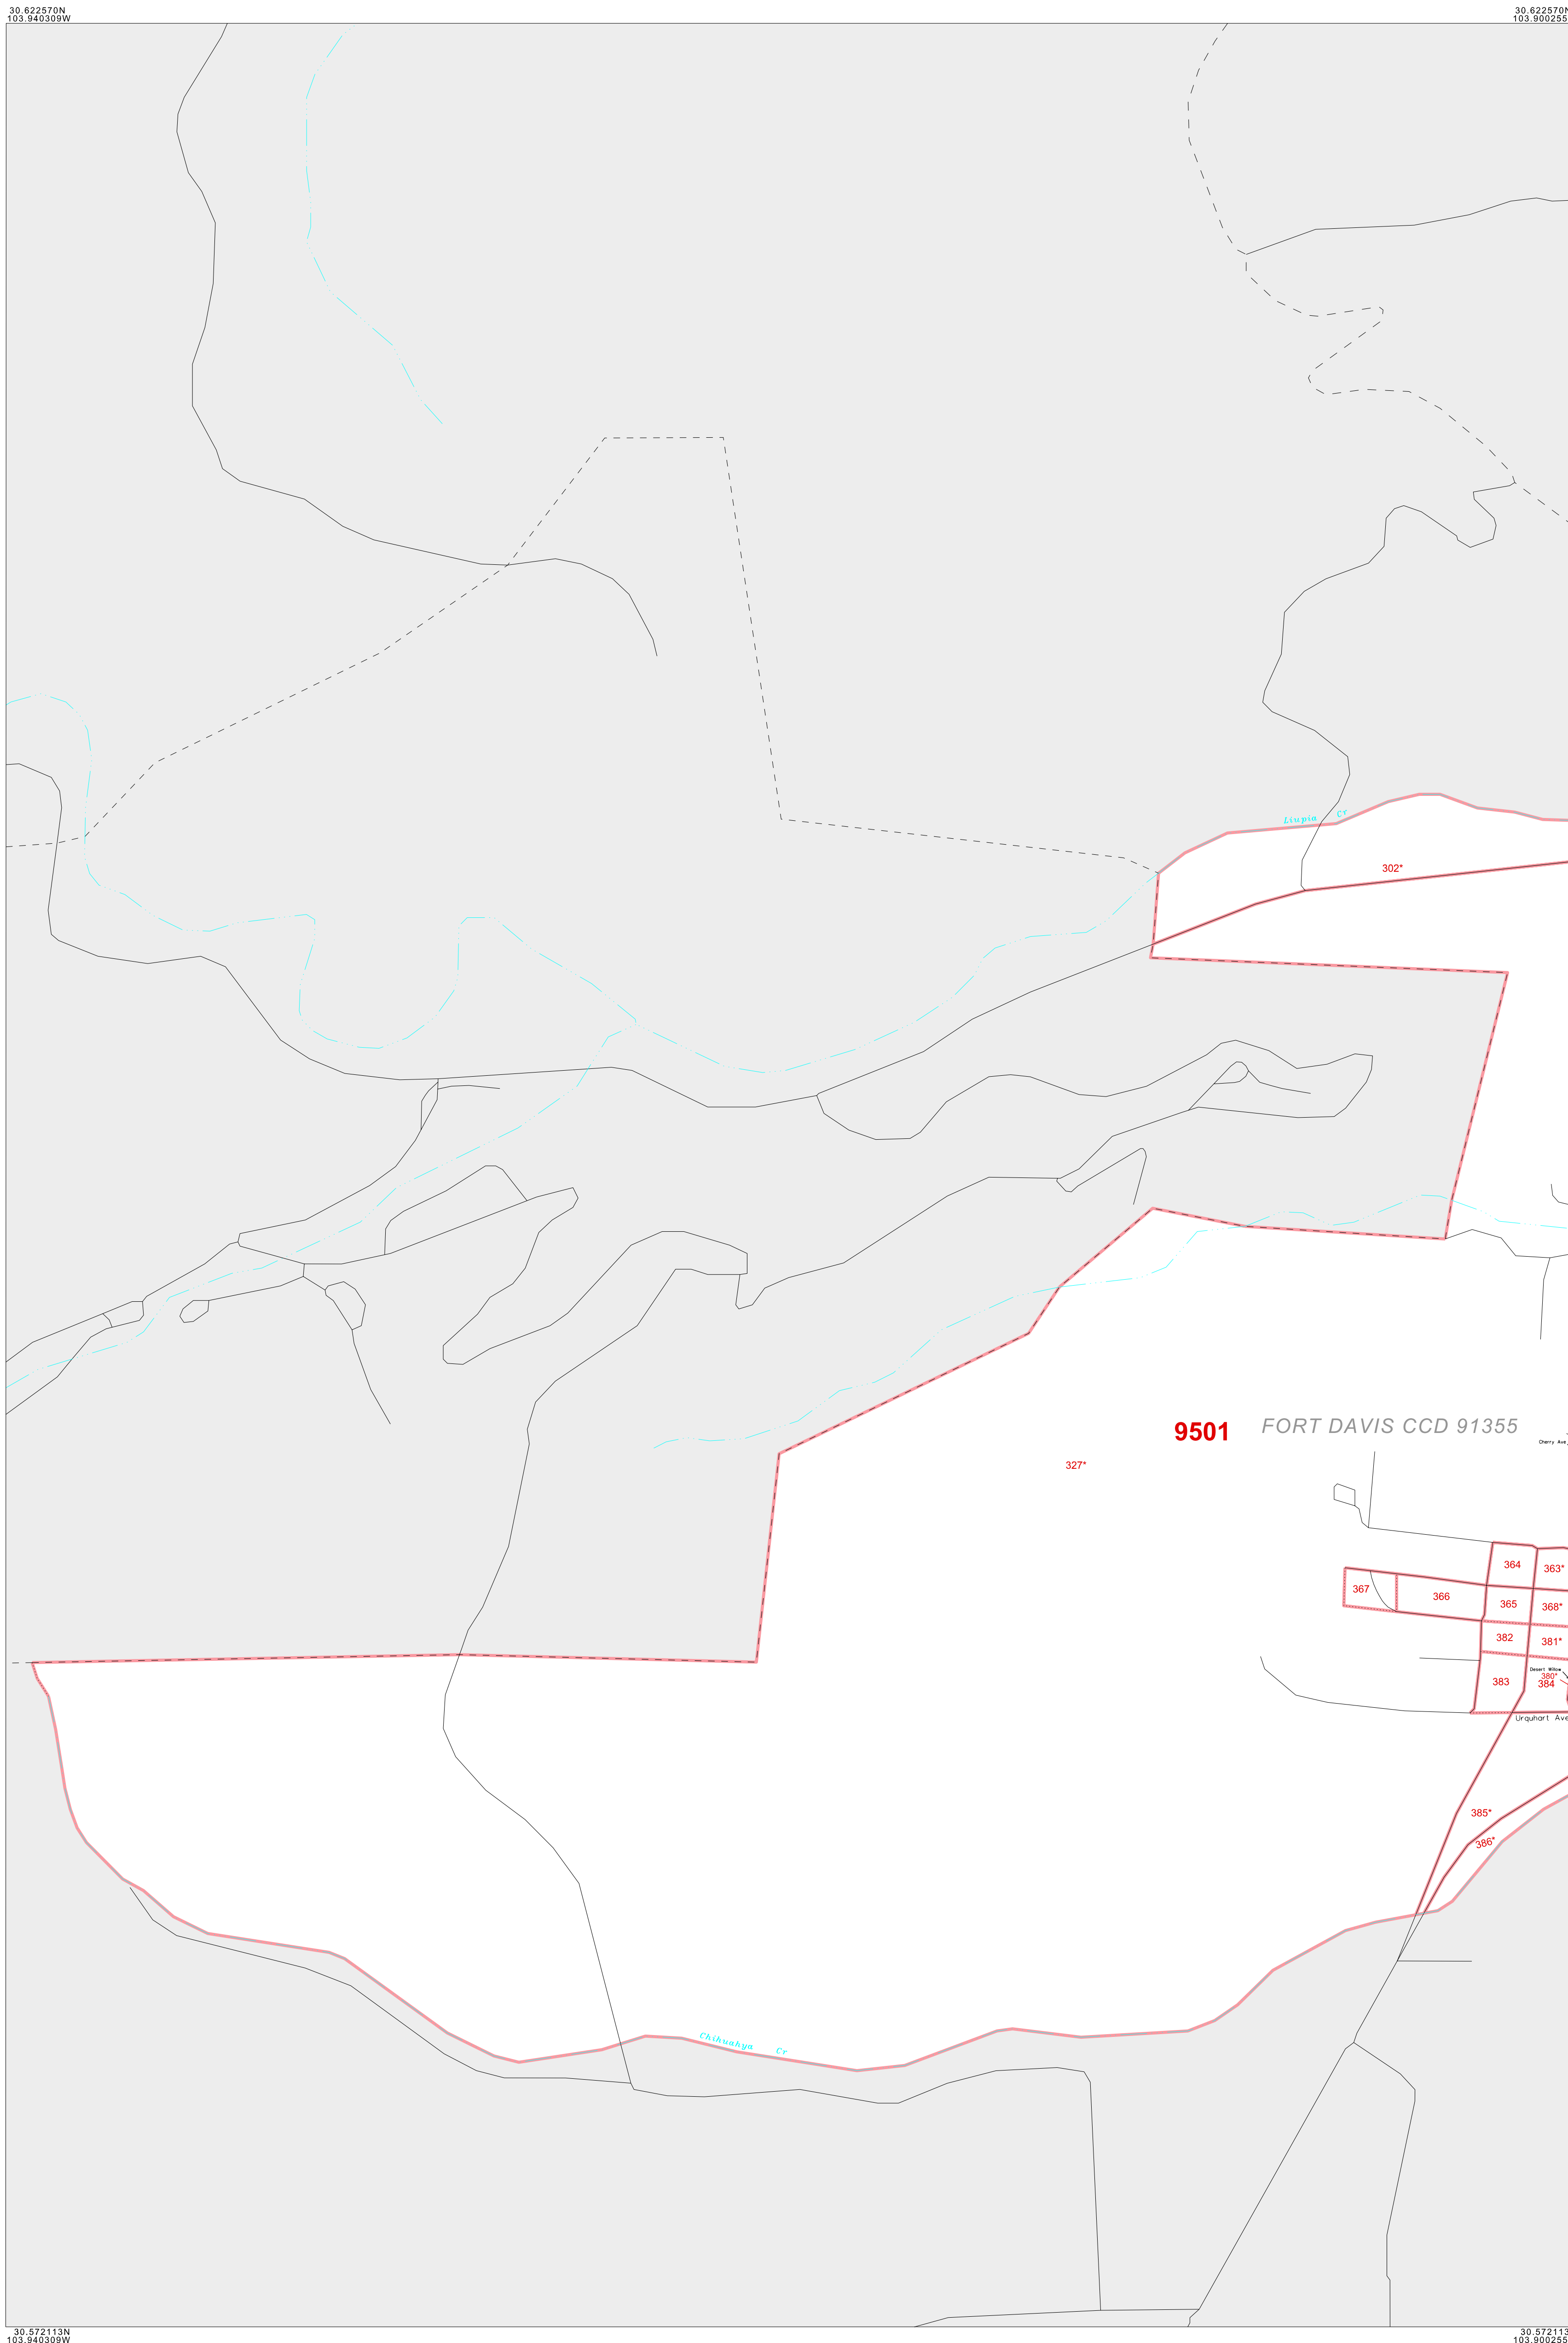 30.622570N
103.940309W
30.622570N
103.900255
Liupia Cr
302*
9501
FORT DAVIS CCD 91355
Cherry Ave
327*
364
363*
367
366
365
368*
382
381*
Desert Willow
380*
383
384
Urquhart Ave
385*
386*
Chihuakya Cr
30.572113N
103.940309W
30.572113
103.900255